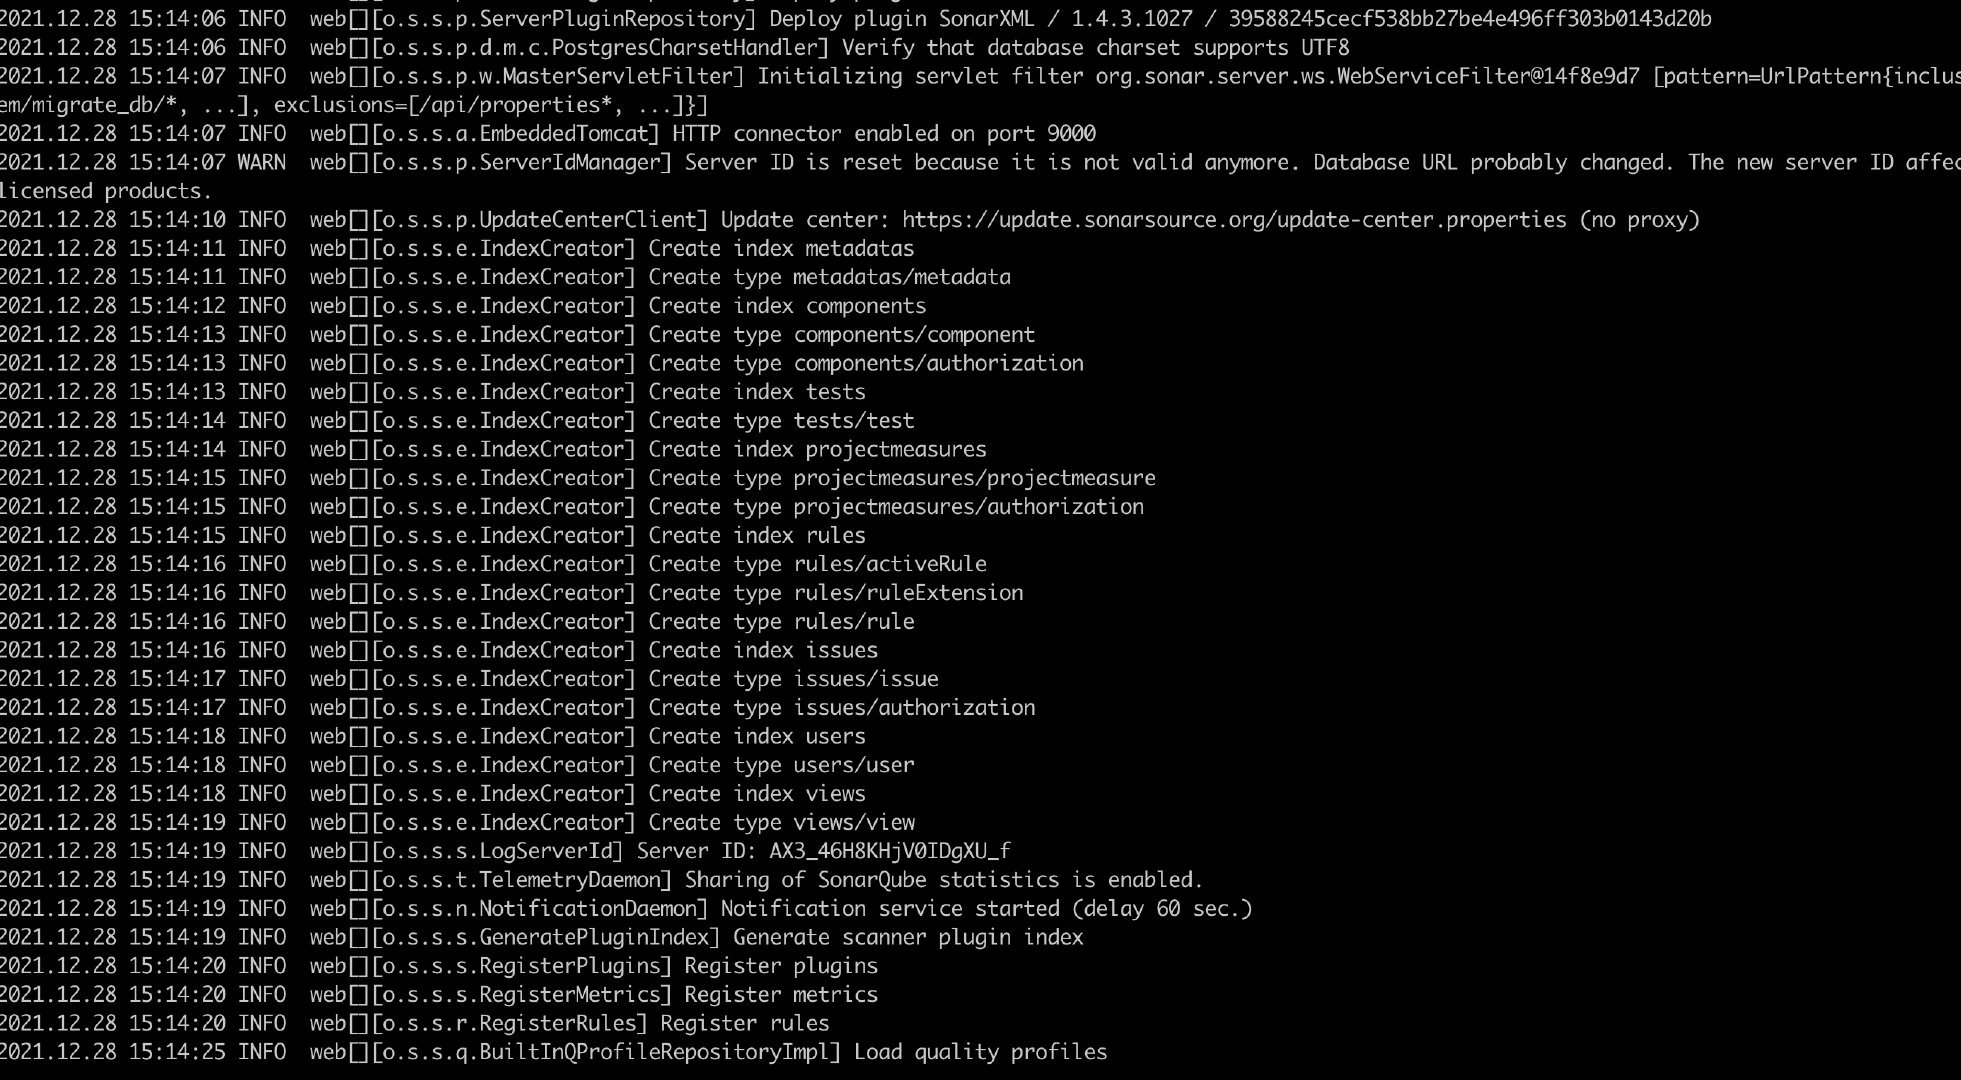 2021.12.28 15:14:06 INFO  web[][o.s.s.p.ServerPluginRepository] Deploy plugin SonarXML / 1.4.3.1027 / 39588245cecf538bb27be4e496ff303b0143d20b
2021.12.28 15:14:06 INFO  web[][o.s.s.p.d.m.c.PostgresCharsetHandler] Verify that database charset supports UTF8
2021.12.28 15:14:07 INFO  web[][o.s.s.p.w.MasterServletFilter] Initializing servlet filter org.sonar.server.ws.WebServiceFilter@14f8e9d7 [pattern=UrlPattern{inclus
em/migrate_db/*, ...], exclusions=[/api/properties*, ...]}]
2021.12.28 15:14:07 INFO  web[][o.s.s.a.EmbeddedTomcat] HTTP connector enabled on port 9000
2021.12.28 15:14:07 WARN  web[][o.s.s.p.ServerIdManager] Server ID is reset because it is not valid anymore. Database URL probably changed. The new server ID affec
licensed products.
2021.12.28 15:14:10 INFO  web[][o.s.s.p.UpdateCenterClient] Update center: https://update.sonarsource.org/update-center.properties (no proxy)
2021.12.28 15:14:11 INFO  web[][o.s.s.e.IndexCreator] Create index metadatas
2021.12.28 15:14:11 INFO  web[][o.s.s.e.IndexCreator] Create type metadatas/metadata
2021.12.28 15:14:12 INFO  web[][o.s.s.e.IndexCreator] Create index components
2021.12.28 15:14:13 INFO  web[][o.s.s.e.IndexCreator] Create type components/component
2021.12.28 15:14:13 INFO  web[][o.s.s.e.IndexCreator] Create type components/authorization
2021.12.28 15:14:13 INFO  web[][o.s.s.e.IndexCreator] Create index tests
2021.12.28 15:14:14 INFO  web[][o.s.s.e.IndexCreator] Create type tests/test
2021.12.28 15:14:14 INFO  web[][o.s.s.e.IndexCreator] Create index projectmeasures
2021.12.28 15:14:15 INFO  web[][o.s.s.e.IndexCreator] Create type projectmeasures/projectmeasure
2021.12.28 15:14:15 INFO  web[][o.s.s.e.IndexCreator] Create type projectmeasures/authorization
2021.12.28 15:14:15 INFO  web[][o.s.s.e.IndexCreator] Create index rules
2021.12.28 15:14:16 INFO  web[][o.s.s.e.IndexCreator] Create type rules/activeRule
2021.12.28 15:14:16 INFO  web[][o.s.s.e.IndexCreator] Create type rules/ruleExtension
2021.12.28 15:14:16 INFO  web[][o.s.s.e.IndexCreator] Create type rules/rule
2021.12.28 15:14:16 INFO  web[][o.s.s.e.IndexCreator] Create index issues
2021.12.28 15:14:17 INFO  web[][o.s.s.e.IndexCreator] Create type issues/issue
2021.12.28 15:14:17 INFO  web[][o.s.s.e.IndexCreator] Create type issues/authorization
2021.12.28 15:14:18 INFO  web[][o.s.s.e.IndexCreator] Create index users
2021.12.28 15:14:18 INFO  web[][o.s.s.e.IndexCreator] Create type users/user
2021.12.28 15:14:18 INFO  web[][o.s.s.e.IndexCreator] Create index views
2021.12.28 15:14:19 INFO  web[][o.s.s.e.IndexCreator] Create type views/view
2021.12.28 15:14:19 INFO  web[][o.s.s.s.LogServerId] Server ID: AX3_46H8KHjV0IDgXU_f
2021.12.28 15:14:19 INFO  web[][o.s.s.t.TelemetryDaemon] Sharing of SonarQube statistics is enabled.
2021.12.28 15:14:19 INFO  web[][o.s.s.n.NotificationDaemon] Notification service started (delay 60 sec.)
2021.12.28 15:14:19 INFO  web[][o.s.s.s.GeneratePluginIndex] Generate scanner plugin index
2021.12.28 15:14:20 INFO  web[][o.s.s.s.RegisterPlugins] Register plugins
2021.12.28 15:14:20 INFO  web[][o.s.s.s.RegisterMetrics] Register metrics
2021.12.28 15:14:20 INFO  web[][o.s.s.r.RegisterRules] Register rules
2021.12.28 15:14:25 INFO  web[][o.s.s.q.BuiltInQProfileRepositoryImpl] Load quality profiles